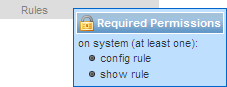 Rules
Required Permissions
on system (at least one):
config rule
show rule